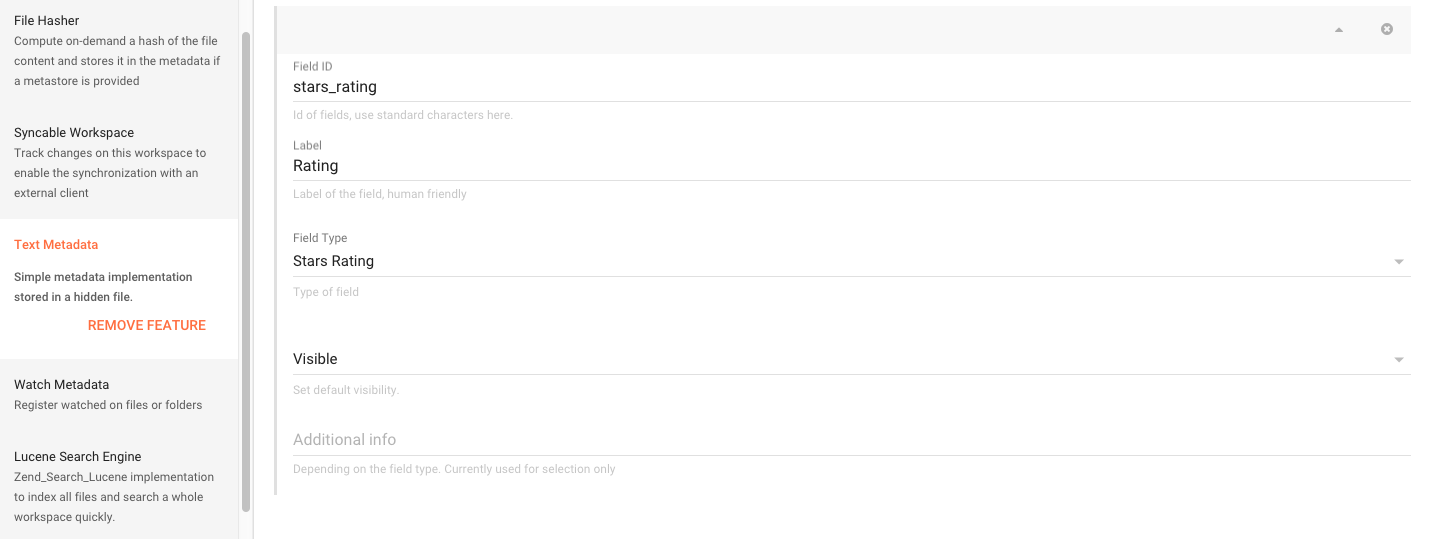 File Hasher
Compute on-demand a hash of the file
content and stores it in the metadata if
a metastore is provided
Syncable Workspace
Track changes on this workspace to
enable the synchronization with an
external client
Text Metadata
Simple metadata implementation
stored in a hidden file.
REMOVE FEATURE
Watch Metadata
Register watched on files or folders
Lucene Search Engine
Zend_Search_Lucene implementation
to index all files and search a whole
workspace quickly.
Field ID
stars_rating
Id of fields, use standard characters here.
Label
Rating
Label of the field, human friendly
Field Type
Stars Rating
Type of field
Visible
Set default visibility.
Additional info
Depending on the field type. Currently used for selection only